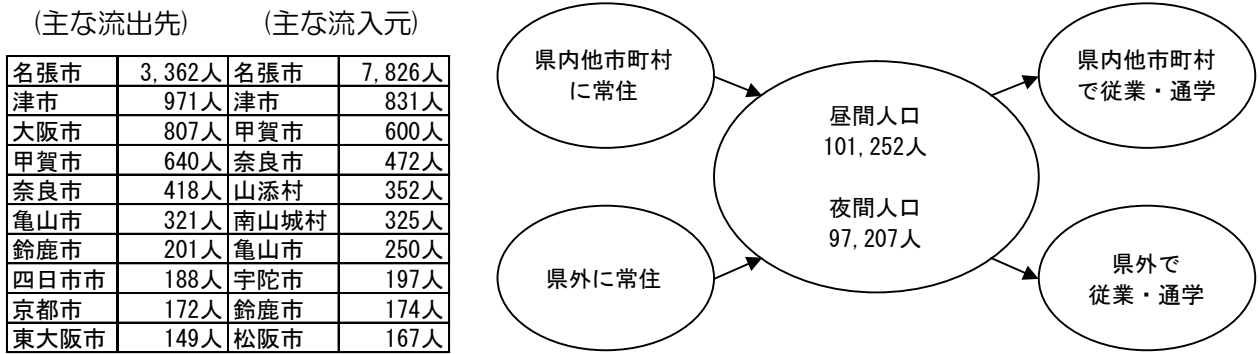 (主な流出先) (主な流入元)
名張市 3,362人 名張市 7,826人
津市 971人 津市 831人
大阪市 807人 甲賀市 600人
甲賀市 640人 奈良市 472人
奈良市 418人 山添村 352人
亀山市 321人 南山城村 325人
鈴鹿市 201人 亀山市 250人
四日市市 188人 宇陀市 197人
京都市 172人 鈴鹿市 174人
東大阪市 149人 松阪市 167人
県内他市町村
に常住
県外に常住
昼間人口
101,252人
夜間人口
97,207人
県内他市町村
で従業・通学
県外で
従業・通学